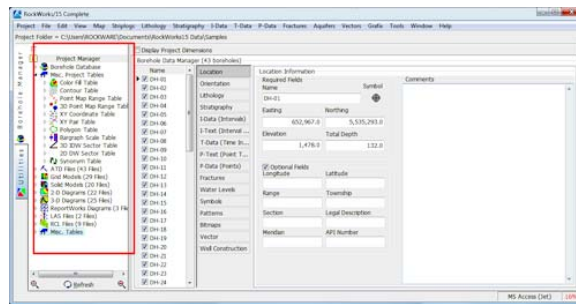 RockWorks/15 Complete
Project File Edit View Map Striplogs Lithology Stratigraphy I-Data T-Data P-Data Fractures Aquifers Vectors Grafix Tools Window Help
Project Folder = C:\Users\ROCKWARE\Documents\RockWorks15 Data\Samples
Display Project Dimensions
Borehole Manager
Utilities
Project Manager
Borehole Database
Misc. Project Tables
Color Fill Table
Contour Table
Point Map Range Table
3D Point Map Range Tabl
XY Coordinate Table
XY Pair Table
Polygon Table
Bargraph Scale Table
3D IDW Sector Table
2D DW Sector Table
Synonym Table
ATD Files (43 Files)
Grid Models (29 Files)
Solid Models (20 Files)
2-D Diagrams (22 Files)
3-D Diagrams (25 Files)
ReportWorks Diagrams (3 File
LAS Files (2 Files)
RCL Files (9 Files)
Misc. Tables
Refresh
Borehole Data Manager (43 boreholes)
Name
DH-01
DH-02
DH-03
DH-04
DH-05
DH-06
DH-07
DH-08
DH-09
DH-10
DH-11
DH-12
DH-13
DH-14
DH-15
DH-16
DH-17
DH-18
DH-19
DH-20
DH-21
DH-22
DH-23
DH-24
Location
Orientation
Lithology
Stratigraphy
I-Data (Intervals)
I-Text (Interval ...
T-Data (Time In...
P-Text (Point T...
P-Data (Points)
Fractures
Water Levels
Symbols
Patterns
Bitmaps
Vector
Well Construction
Location Information
Required Fields
Name Symbol
DH-01
Easting Northing
652,967.0 5,535,293.0
Elevation Total Depth
1,478.0 132.0
Optional Fields
Longitude Latitude
Range Township
Section Legal Description
Meridian API Number
Comments
MS Access (Jet)